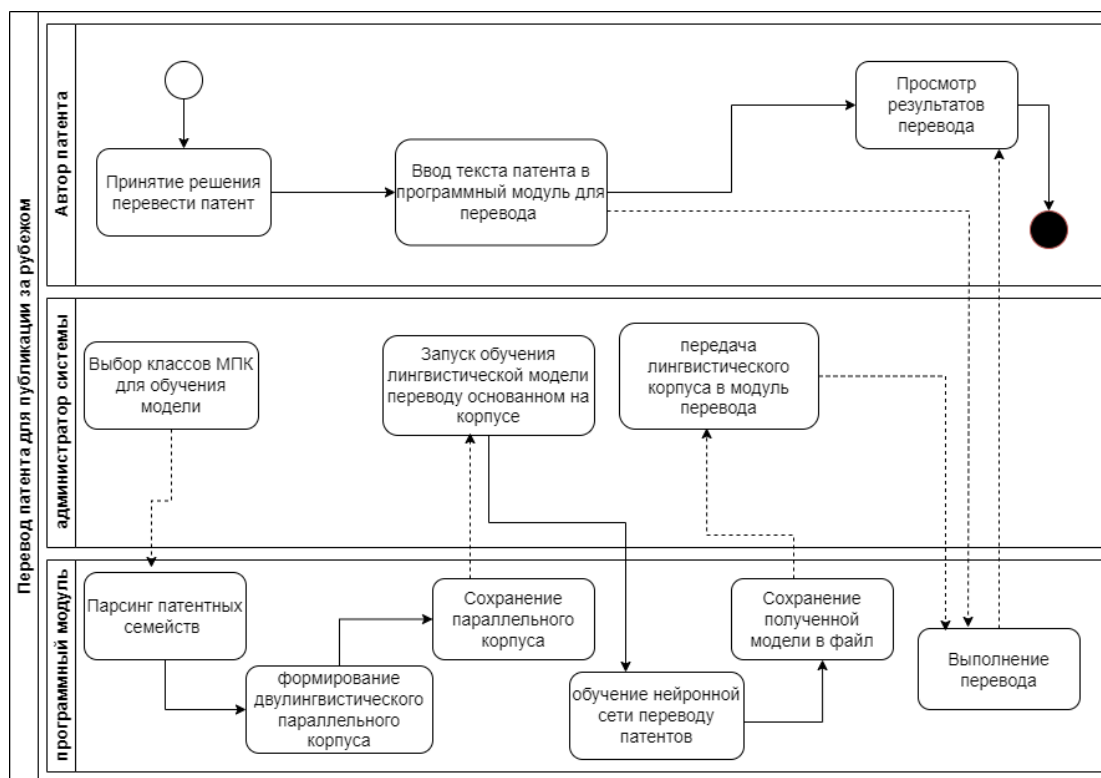 Перевод патента для публикации за рубежом
Автор патента
Принятие решения
перевести патент
Ввод текста патента в
программный модуль для
перевода
Просмотр
результатов
перевода
администратор системы
Выбор классов МПК
для обучения
модели
Запуск обучения
лингвистической модели
переводу основанном на
корпусе
передача
лингвистического
корпуса в модуль
перевода
программный модуль
Парсинг патентных
семейств
формирование
двулингвистического
параллельного
корпуса
Сохранение
параллельного
корпуса
обучение нейронной
сети переводу
патентов
Сохранение
полученной
модели в файл
Выполнение
перевода